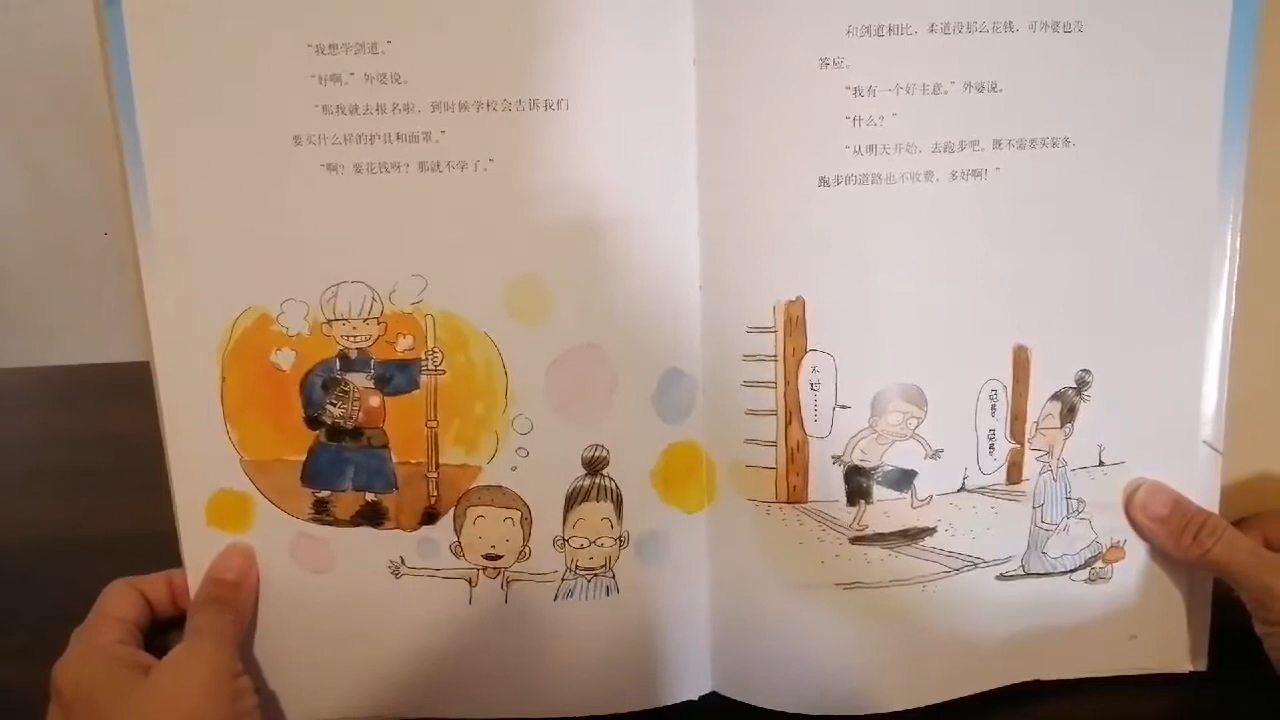 “我想学剑道。”
“好啊。”外婆说。
“那我就去报名啦，到时候学校会告诉我们
要买什么样的护具和面罩。”
“啊？要花钱呀？那就不学了。”
和剑道相比，柔道没那么花钱，可外婆也没
答应。
“我有一个好主意。”外婆说。
“什么？”
“从明天开始，去跑步吧。既不需要买装备，
跑步的道路也不收费，多好啊！”
不过……
免费、免费。